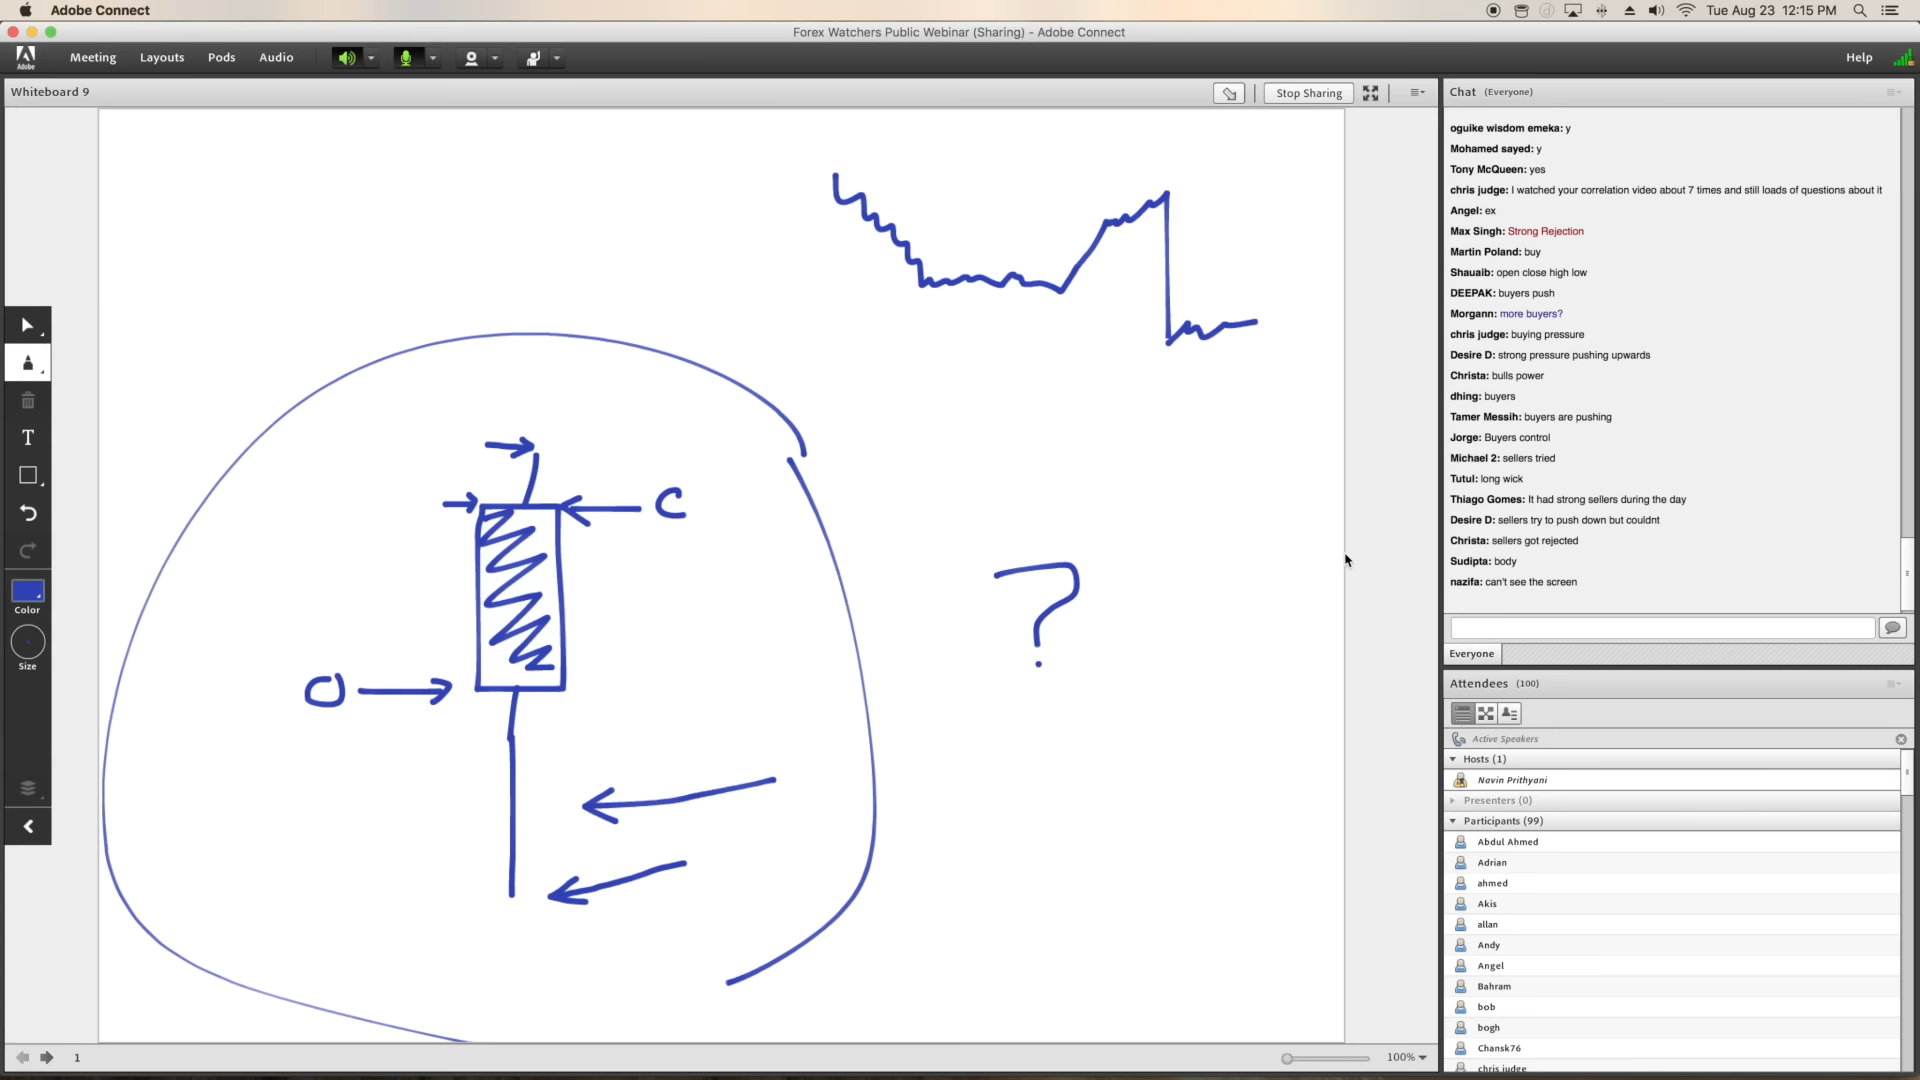 Adobe Connect
Tue Aug 23 12:15 PM
Forex Watchers Public Webinar (Sharing) - Adobe Connect
Adobe
Meeting
Layouts
Pods
Audio
Help
Whiteboard 9
Stop Sharing
T
Color
Size
C
O
?
1
100%
Chat (Everyone)
oguike wisdom emeka: y
Mohamed sayed: y
Tony McQueen: yes
chris judge: I watched your correlation video about 7 times and still loads of questions about it
Angel: ex
Max Singh: Strong Rejection
Martin Poland: buy
Shauaib: open close high low
DEEPAK: buyers push
Morgann: more buyers?
chris judge: buying pressure
Desire D: strong pressure pushing upwards
Christa: bulls power
dhing: buyers
Tamer Messih: buyers are pushing
Jorge: Buyers control
Michael 2: sellers tried
Tutul: long wick
Thiago Gomes: It had strong sellers during the day
Desire D: sellers try to push down but couldnt
Christa: sellers got rejected
Sudipta: body
nazifa: can't see the screen
Everyone
Attendees (100)
Active Speakers
Hosts (1)
Navin Prithyani
Presenters (0)
Participants (99)
Abdul Ahmed
Adrian
ahmed
Akis
allan
Andy
Angel
Bahram
bob
bogh
Chansk76
chris judge